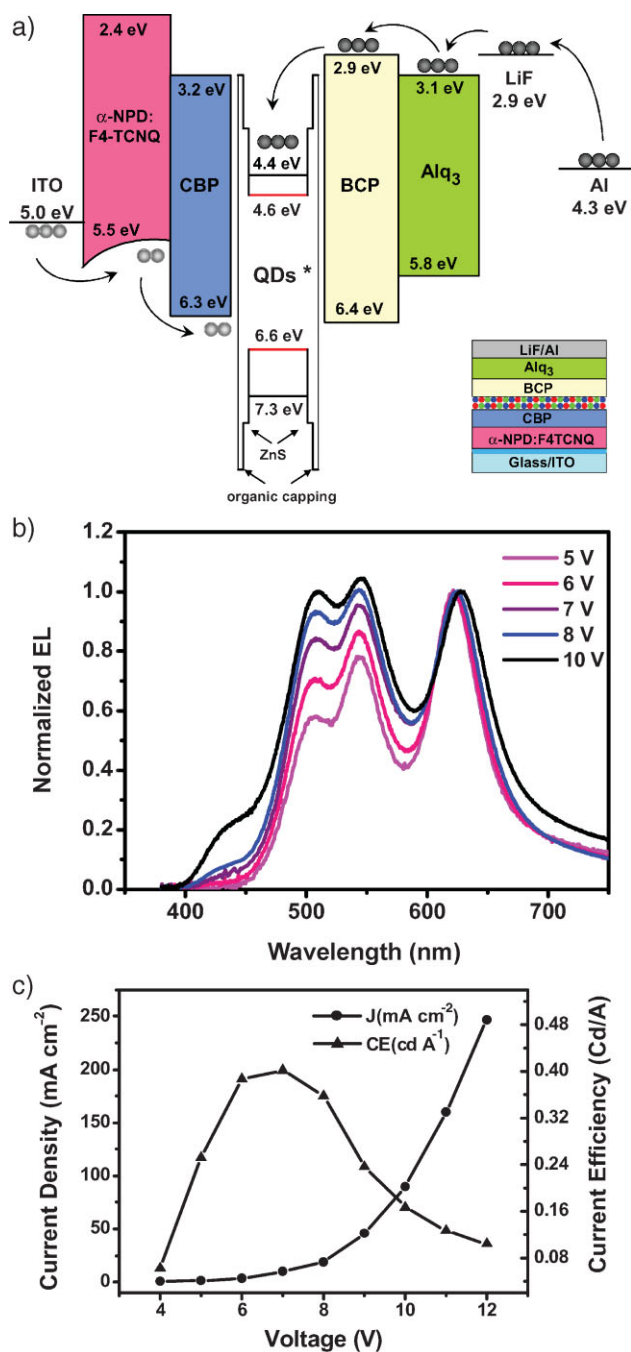 a)
2.4 eV
α-NPD:
F4-TCNQ
ITO
5.0 eV
5.5 eV
3.2 eV
CBP
6.3 eV
4.4 eV
4.6 eV
QDs *
6.6 eV
7.3 eV
ZnS
organic capping
2.9 eV
BCP
6.4 eV
3.1 eV
Alq3
5.8 eV
LiF
2.9 eV
Al
4.3 eV
LiF/Al
Alq3
BCP
CBP
α-NPD:F4TCNQ
Glass/ITO
b)
Normalized EL
1.2
1.0
0.8
0.6
0.4
0.2
0.0
5 V
6 V
7 V
8 V
10 V
400 500 600 700
Wavelength (nm)
c)
Current Density (mA cm⁻²)
250
200
150
100
50
0
J(mA cm⁻²)
CE(cd A⁻¹)
0.48
0.40
0.32
0.24
0.16
0.08
Current Efficiency (Cd/A)
4 6 8 10 12
Voltage (V)